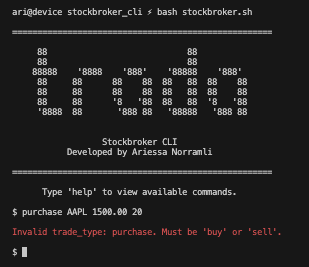 ari@device stockbroker_cli ⚡ bash stockbroker.sh
====================================================
     88                            88
     88                            88
    88888    '8888    '888'    '88888    '888'
     88      88      88    88  88   88  88    88
     88      88      88    88  88   88  88    88
     88      88      '8   '88  88   88  '8   '88
     '8888   88       '888 88  '88888    '888 88
Stockbroker CLI
Developed by Ariessa Norramli
====================================================
Type 'help' to view available commands.
$ purchase AAPL 1500.00 20
Invalid trade_type: purchase. Must be 'buy' or 'sell'.
$